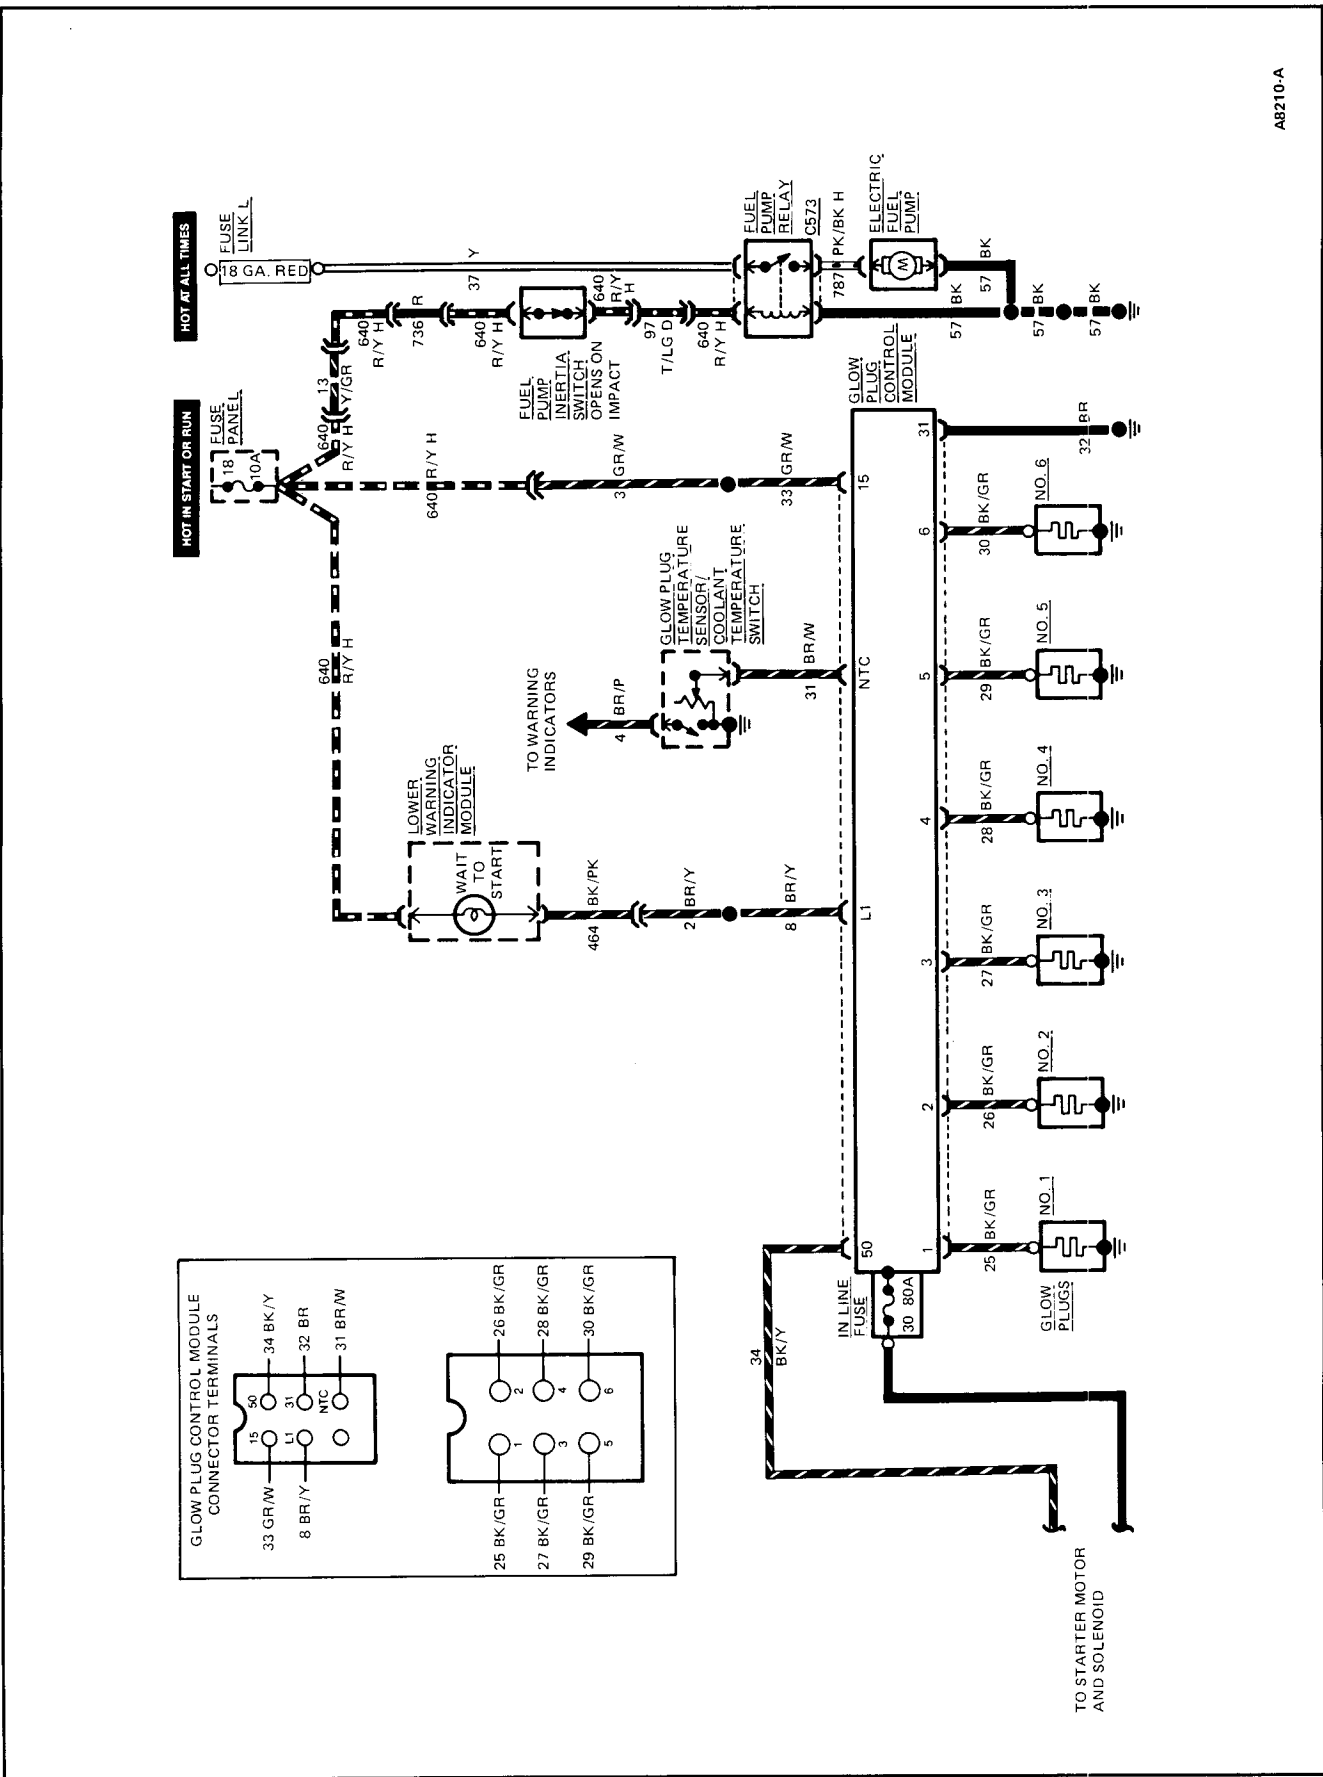 GLOW PLUG CONTROL MODULE
CONNECTOR TERMINALS
33 GR/W
15
50
34 BK/Y
8 BR/Y
L1
31
32 BR
NTC
31 BR/W
25 BK/GR
1
2
26 BK/GR
27 BK/GR
3
4
28 BK/GR
29 BK/GR
5
6
30 BK/GR
HOT IN START OR RUN
HOT AT ALL TIMES
FUSE
PANEL
18
10A
FUSE
LINK L
18 GA. RED
640
R/Y H
640 R/Y H
640
R/Y H
13
Y/GR
640
R/Y H
736
R
640
R/Y H
37
Y
LOWER
WARNING
INDICATOR
MODULE
WAIT
TO
START
464
BK/PK
2
BR/Y
8
BR/Y
TO WARNING
INDICATORS
4
BR/P
GLOW PLUG
TEMPERATURE
SENSOR/
COOLANT
TEMPERATURE
SWITCH
31
BR/W
3
GR/W
33
GR/W
FUEL
PUMP
INERTIA
SWITCH
OPENS ON
IMPACT
640
R/Y
H
97
T/LG D
640
R/Y H
FUEL
PUMP
RELAY
C573
787
PK/BK H
ELECTRIC
FUEL
PUMP
M
57
BK
57
BK
57
BK
57
BK
GLOW
PLUG
CONTROL
MODULE
34
BK/Y
IN LINE
FUSE
30
80A
50
L1
NTC
15
31
1
2
3
4
5
6
25
BK/GR
26
BK/GR
27
BK/GR
28
BK/GR
29
BK/GR
30
BK/GR
32
BR
GLOW
PLUGS
NO. 1
NO. 2
NO. 3
NO. 4
NO. 5
NO. 6
TO STARTER MOTOR
AND SOLENOID
A8210-A